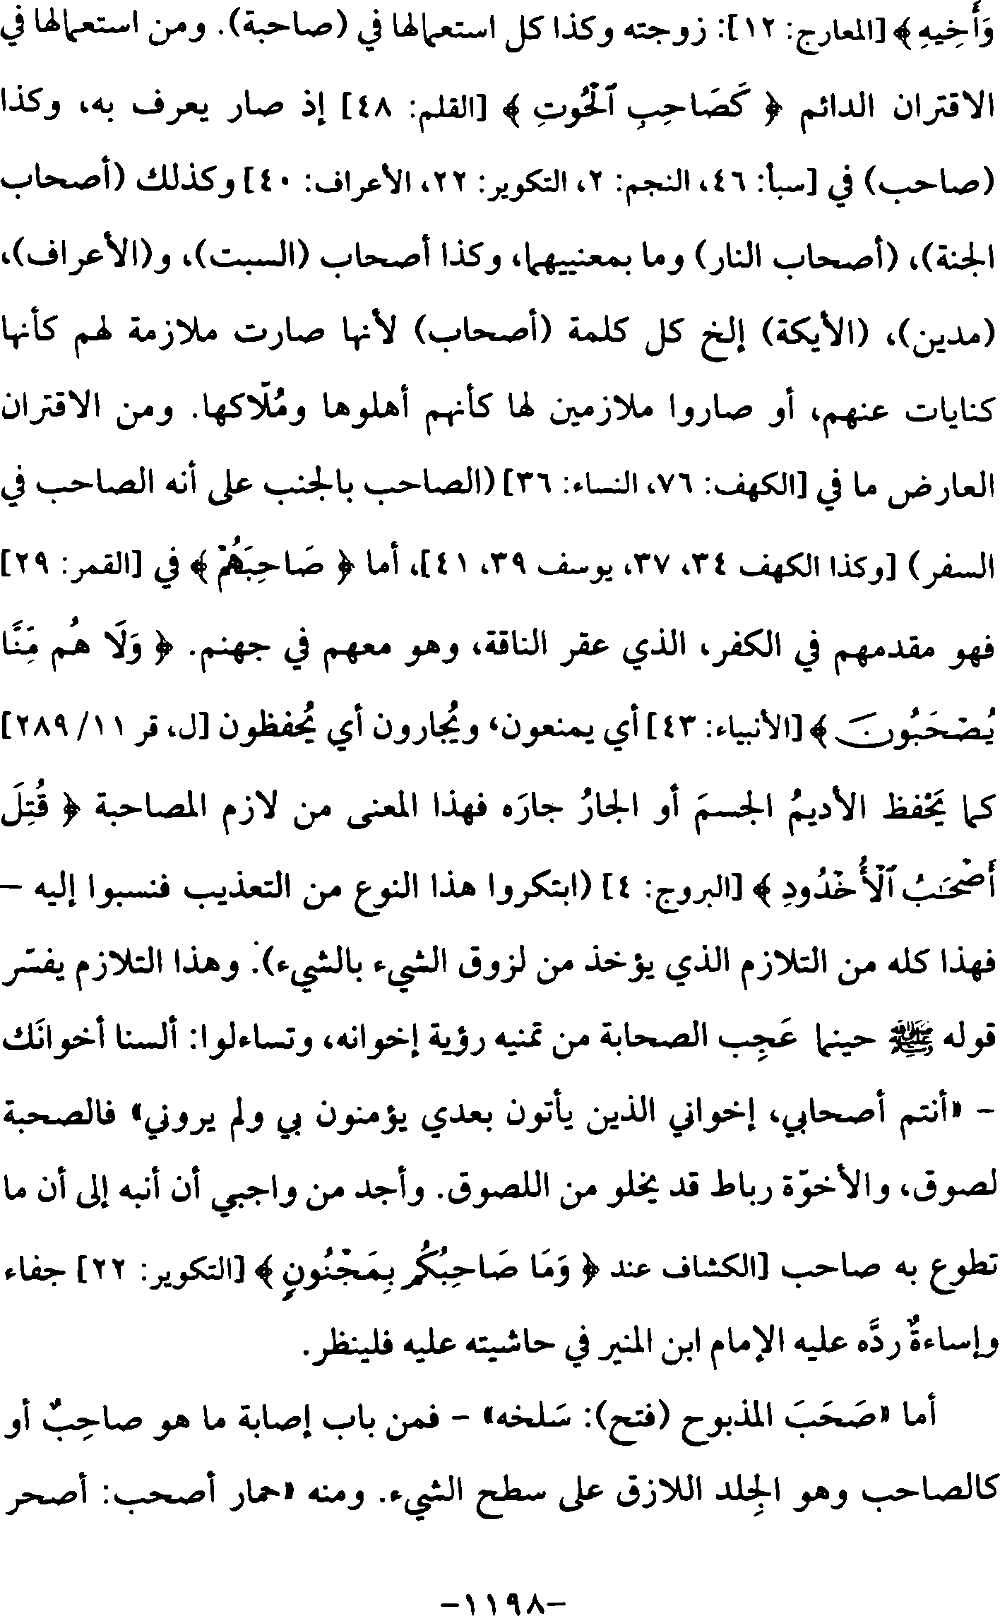 وَأَخِيهِ ﴾ [المعارج: ١٢]: زوجته وكذا كل استعمالها في (صاحبة). ومن استعمالها في
الاقتران الدائم ﴿ كَصَاحِبِ ٱلْحُوتِ ﴾ [القلم: ٤٨] إذ صار يعرف به، وكذا
(صاحب) في [سبأ: ٤٦، النجم: ٢، التكوير: ٢٢، الأعراف: ٤٠] وكذلك (أصحاب
الجنة)، (أصحاب النار) وما بمعنييهما، وكذا أصحاب (السبت)، و(الأعراف)،
(مدين)، (الأيكة) إلخ كل كلمة (أصحاب) لأنها صارت ملازمة لهم كأنها
كنايات عنهم، أو صاروا ملازمين لها كأنهم أهلوها ومُلّاكها. ومن الاقتران
العارض ما في [الكهف: ٧٦، النساء: ٣٦] (الصاحب بالجنب على أنه الصاحب في
السفر) [وكذا الكهف ٣٤، ٣٧، يوسف ٣٩، ٤١]، أما ﴿ صَاحِبَهُمْ ﴾ في [القمر: ٢٩]
فهو مقدمهم في الكفر، الذي عقر الناقة، وهو معهم في جهنم. ﴿ وَلَا هُم مِّنَّا
يُصْحَبُونَ ﴾ [الأنبياء: ٤٣] أي يمنعون، ويُجارون أي يُحفظون [ل، قر ١١/ ٢٨٩]
كما يَحْفظ الأديمُ الجسمَ أو الجارُ جارَه فهذا المعنى من لازم المصاحبة ﴿ قُتِلَ
أَصْحَٰبُ ٱلْأُخْدُودِ ﴾ [البروج: ٤] (ابتكروا هذا النوع من التعذيب فنسبوا إليه –
فهذا كله من التلازم الذي يؤخذ من لزوق الشيء بالشيء). وهذا التلازم يفسّر
قوله ﷺ حينما عَجِب الصحابة من تمنيه رؤية إخوانه، وتساءلوا: ألسنا أخوانَك
– «أنتم أصحابي، إخواني الذين يأتون بعدي يؤمنون بي ولم يروني» فالصحبة
لصوق، والأخوّة رباط قد يخلو من اللصوق. وأجد من واجبي أن أنبه إلى أن ما
تطوع به صاحب [الكشاف عند ﴿ وَمَا صَاحِبُكُم بِمَجْنُونٍ ﴾ [التكوير: ٢٢] جفاء
وإساءةٌ ردَّه عليه الإمام ابن المنير في حاشيته عليه فلينظر.
أما «صَحَبَ المذبوح (فتح): سَلخه» – فمن باب إصابة ما هو صاحِبٌ أو
كالصاحب وهو الجِلد اللازق على سطح الشيء. ومنه «حمار أصحب: أصحر
–١١٩٨–